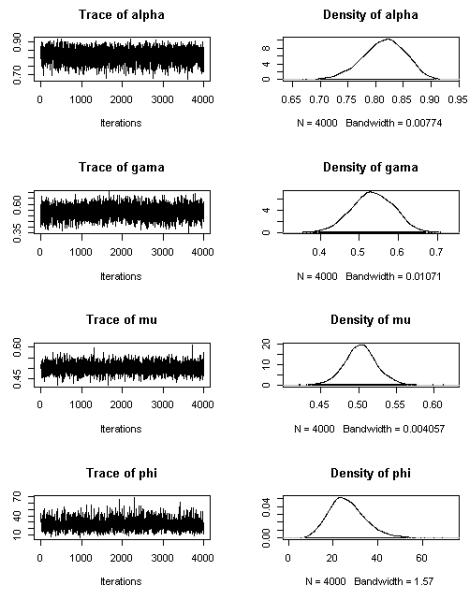 Trace of alpha
0.90
0.70
0 1000 2000 3000 4000
Iterations
Density of alpha
8
4
0
0.65 0.70 0.75 0.80 0.85 0.90 0.95
N = 4000 Bandwidth = 0.00774
Trace of gama
0.60
0.35
0 1000 2000 3000 4000
Iterations
Density of gama
4
0
0.4 0.5 0.6 0.7
N = 4000 Bandwidth = 0.01071
Trace of mu
0.60
0.45
0 1000 2000 3000 4000
Iterations
Density of mu
20
10
0
0.45 0.50 0.55 0.60
N = 4000 Bandwidth = 0.004057
Trace of phi
70
40
10
0 1000 2000 3000 4000
Iterations
Density of phi
0.04
0.00
0 20 40 60
N = 4000 Bandwidth = 1.57